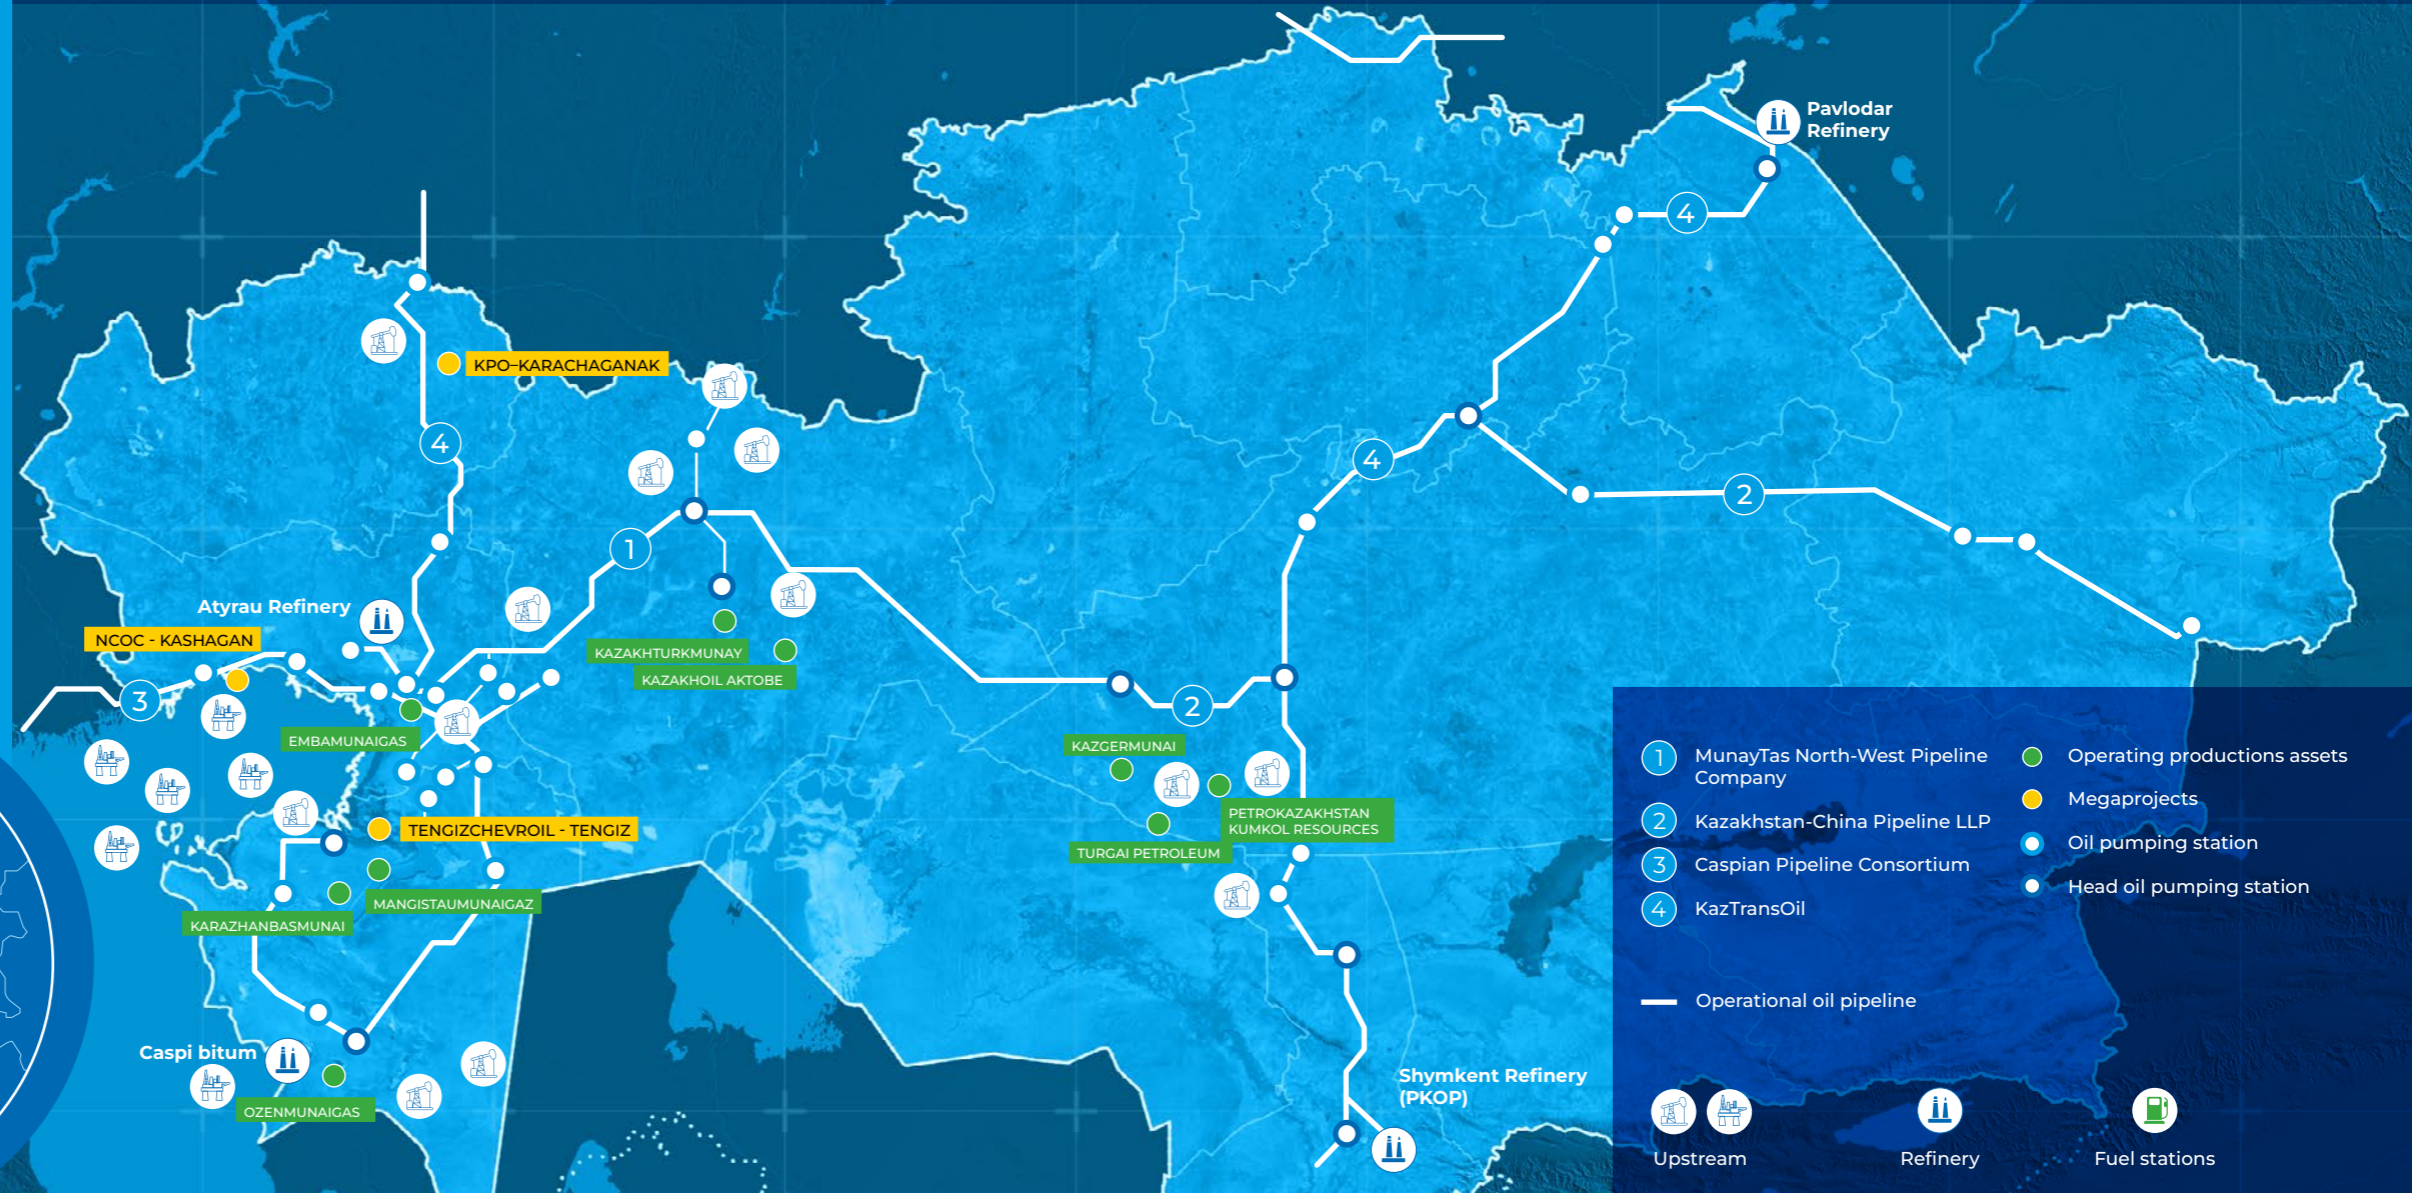 Pavlodar
Refinery
4
KPO–KARACHAGANAK
4
4
2
1
Atyrau Refinery
NCOC - KASHAGAN
KAZAKHTURKMUNAY
KAZAKHOIL AKTOBE
3
2
EMBAMUNAIGAS
KAZGERMUNAI
PETROKAZAKHSTAN
KUMKOL RESOURCES
TENGIZCHEVROIL - TENGIZ
TURGAI PETROLEUM
MANGISTAUMUNAIGAZ
KARAZHANBASMUNAI
Caspi bitum
OZENMUNAIGAS
Shymkent Refinery
(PKOP)
1 MunayTas North-West Pipeline
Company
2 Kazakhstan-China Pipeline LLP
3 Caspian Pipeline Consortium
4 KazTransOil
Operational oil pipeline
Operating productions assets
Megaprojects
Oil pumping station
Head oil pumping station
Upstream
Refinery
Fuel stations